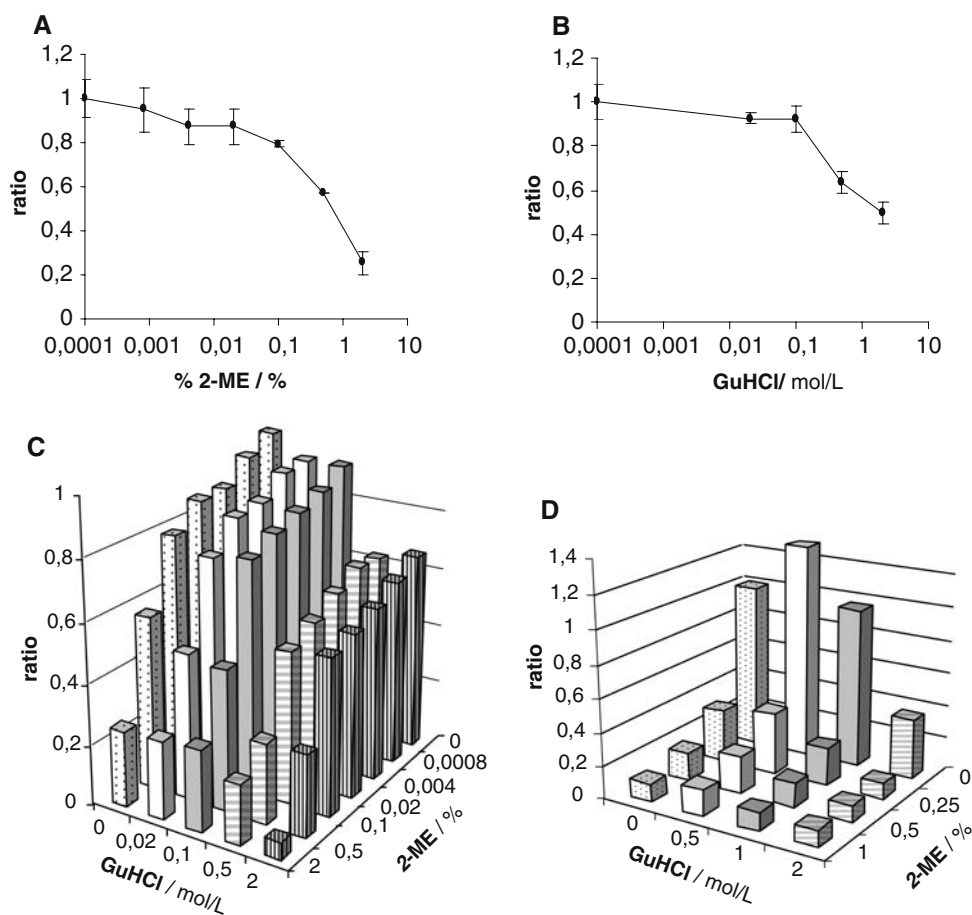 A
ratio
1,2
1
0,8
0,6
0,4
0,2
0
0,0001 0,001 0,01 0,1 1 10
% 2-ME / %
B
ratio
1,2
1
0,8
0,6
0,4
0,2
0
0,0001 0,001 0,01 0,1 1 10
GuHCl/ mol/L
C
ratio
1
0,8
0,6
0,4
0,2
0
0 0,02 0,1 0,5 2
GuHCl / mol/L
2 0,5 0,1 0,02 0,004 0,0008 0
2-ME / %
D
ratio
1,4
1,2
1
0,8
0,6
0,4
0,2
0
0 0,5 1 2
GuHCl / mol/L
1 0,5 0,25 0
2-ME / %